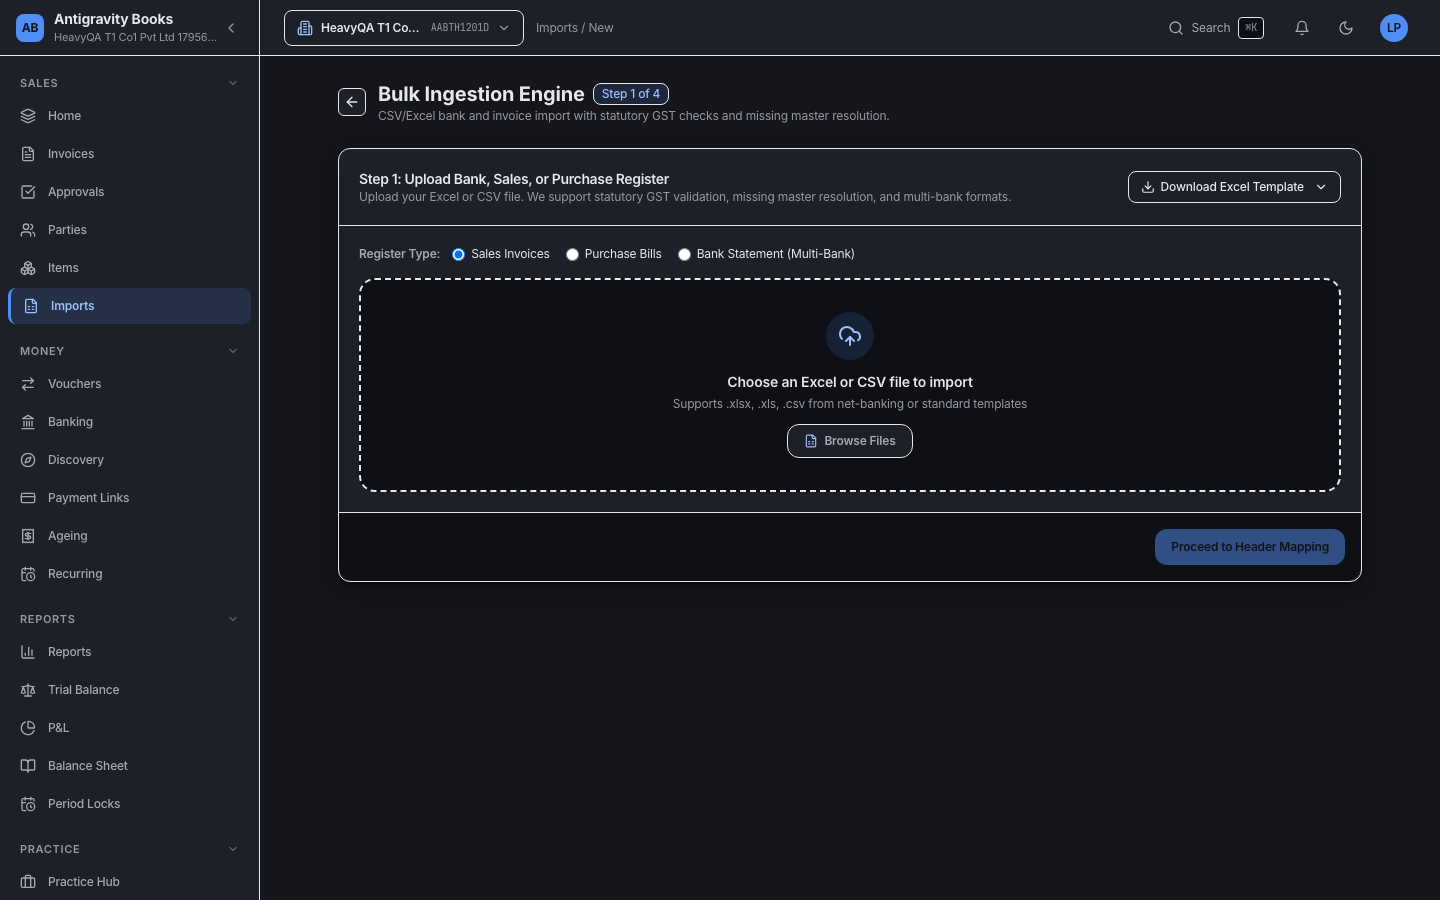 AB
Antigravity Books
HeavyQA T1 Co1 Pvt Ltd 17956...
SALES
Home
Invoices
Approvals
Parties
Items
Imports
MONEY
Vouchers
Banking
Discovery
Payment Links
Ageing
Recurring
REPORTS
Reports
Trial Balance
P&L
Balance Sheet
Period Locks
PRACTICE
Practice Hub
HeavyQA T1 Co... AABTH1201D
Imports / New
Search ⌘K
LP
Bulk Ingestion Engine Step 1 of 4
CSV/Excel bank and invoice import with statutory GST checks and missing master resolution.
Step 1: Upload Bank, Sales, or Purchase Register
Upload your Excel or CSV file. We support statutory GST validation, missing master resolution, and multi-bank formats.
Download Excel Template
Register Type: Sales Invoices Purchase Bills Bank Statement (Multi-Bank)
Choose an Excel or CSV file to import
Supports .xlsx, .xls, .csv from net-banking or standard templates
Browse Files
Proceed to Header Mapping